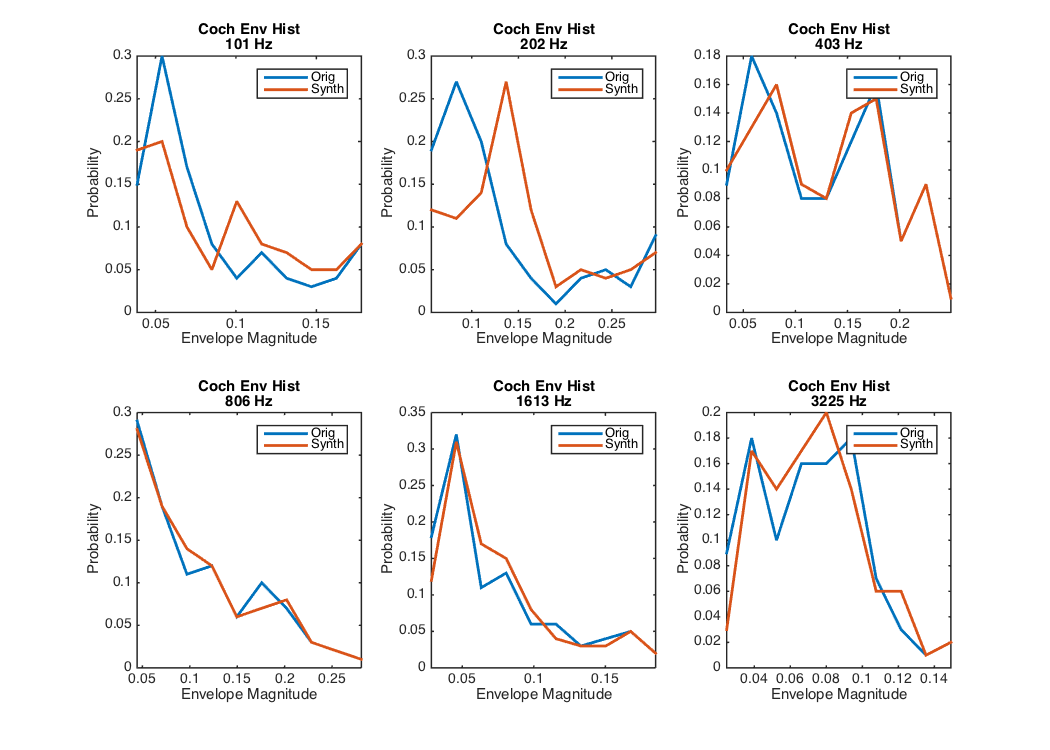 Coch Env Hist
101 Hz
0.3
0.25
0.2
0.15
0.1
0.05
0
Probability
Orig
Synth
0.05 0.1 0.15
Envelope Magnitude
Coch Env Hist
202 Hz
0.3
0.25
0.2
0.15
0.1
0.05
0
Probability
Orig
Synth
0.1 0.15 0.2 0.25
Envelope Magnitude
Coch Env Hist
403 Hz
0.18
0.16
0.14
0.12
0.1
0.08
0.06
0.04
0.02
0
Probability
Orig
Synth
0.05 0.1 0.15 0.2
Envelope Magnitude
Coch Env Hist
806 Hz
0.3
0.25
0.2
0.15
0.1
0.05
0
Probability
Orig
Synth
0.05 0.1 0.15 0.2 0.25
Envelope Magnitude
Coch Env Hist
1613 Hz
0.35
0.3
0.25
0.2
0.15
0.1
0.05
0
Probability
Orig
Synth
0.05 0.1 0.15
Envelope Magnitude
Coch Env Hist
3225 Hz
0.2
0.18
0.16
0.14
0.12
0.1
0.08
0.06
0.04
0.02
0
Probability
Orig
Synth
0.04 0.06 0.08 0.1 0.12 0.14
Envelope Magnitude